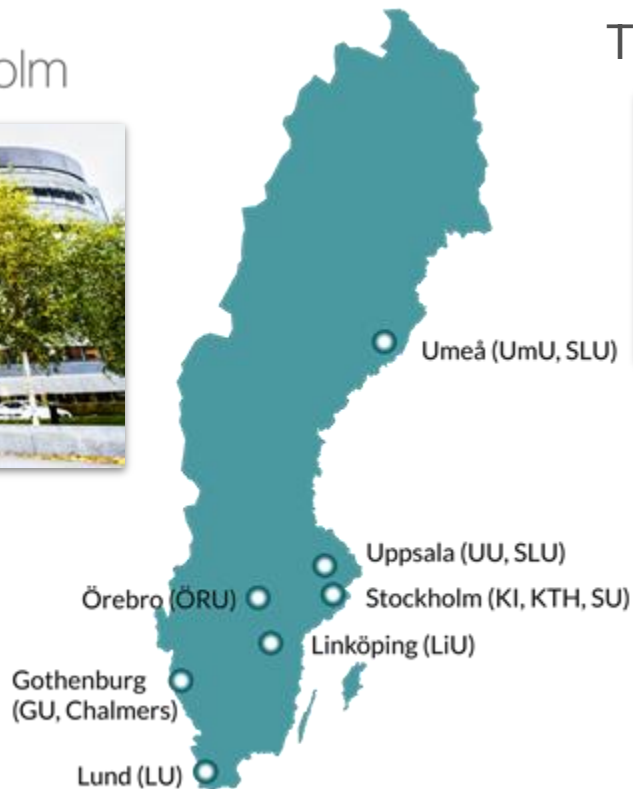 Umeå (UmU, SLU)
Uppsala (UU, SLU)
Örebro (ÖRU)
Stockholm (KI, KTH, SU)
Linköping (LiU)
Gothenburg
(GU, Chalmers)
Lund (LU)